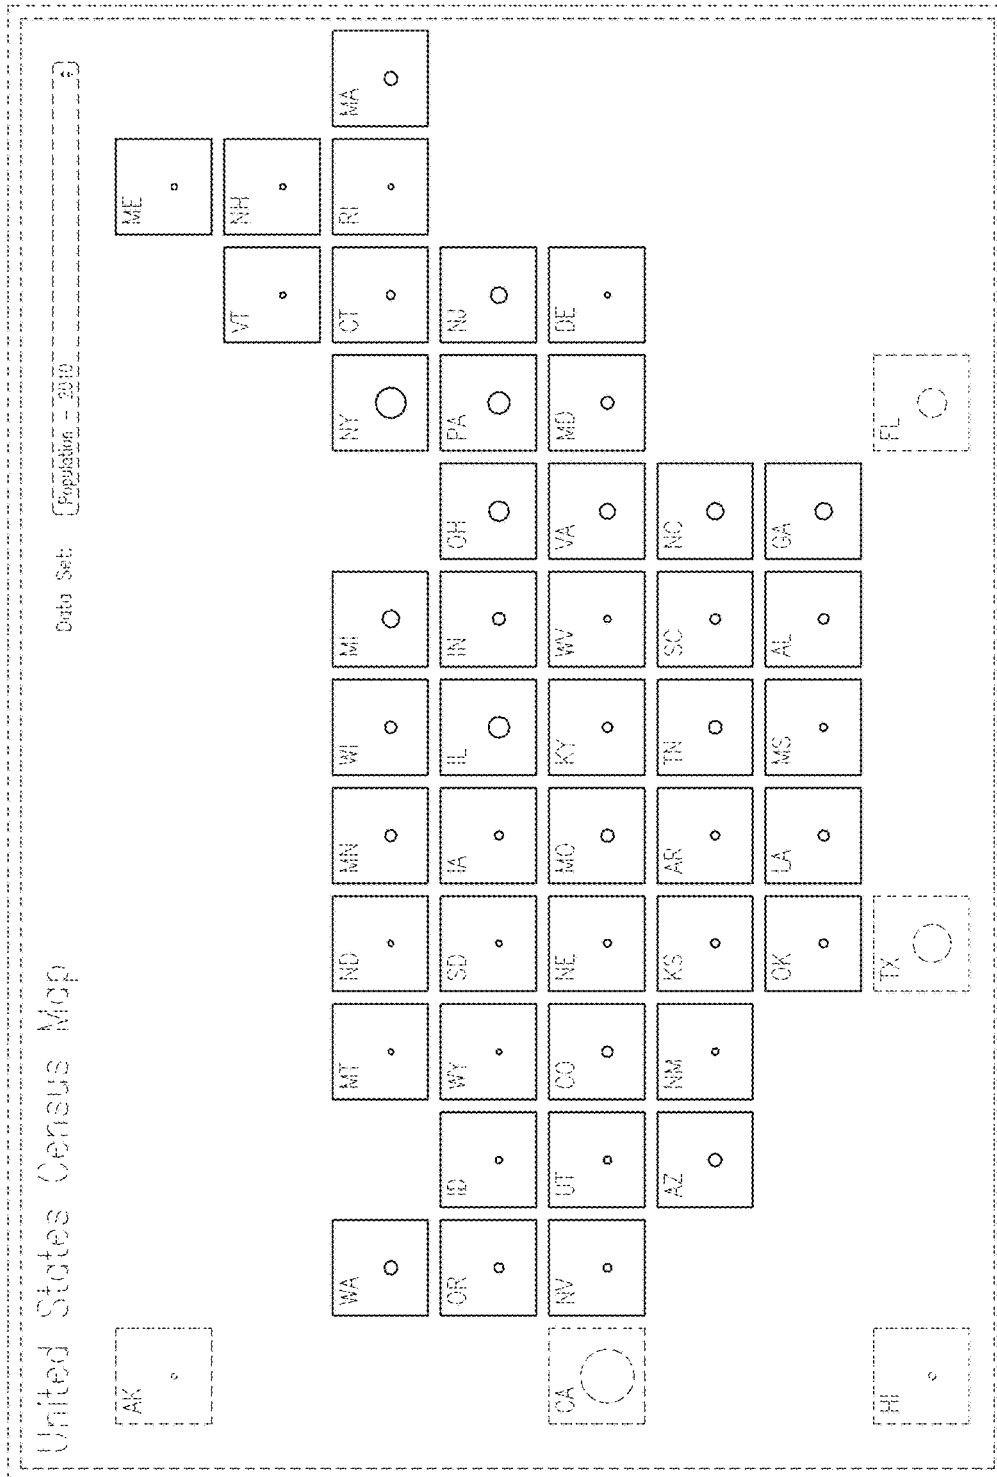 United States Census Map
Data Set: Population - 2010
AK
ME
VT
NH
WA
MT
ND
MN
WI
MI
NY
CT
RI
MA
OR
ID
WY
SD
IA
IL
IN
OH
PA
NJ
CA
NV
UT
CO
NE
MO
KY
WV
VA
MD
DE
AZ
NM
KS
AR
TN
SC
NC
OK
LA
MS
AL
GA
HI
TX
FL